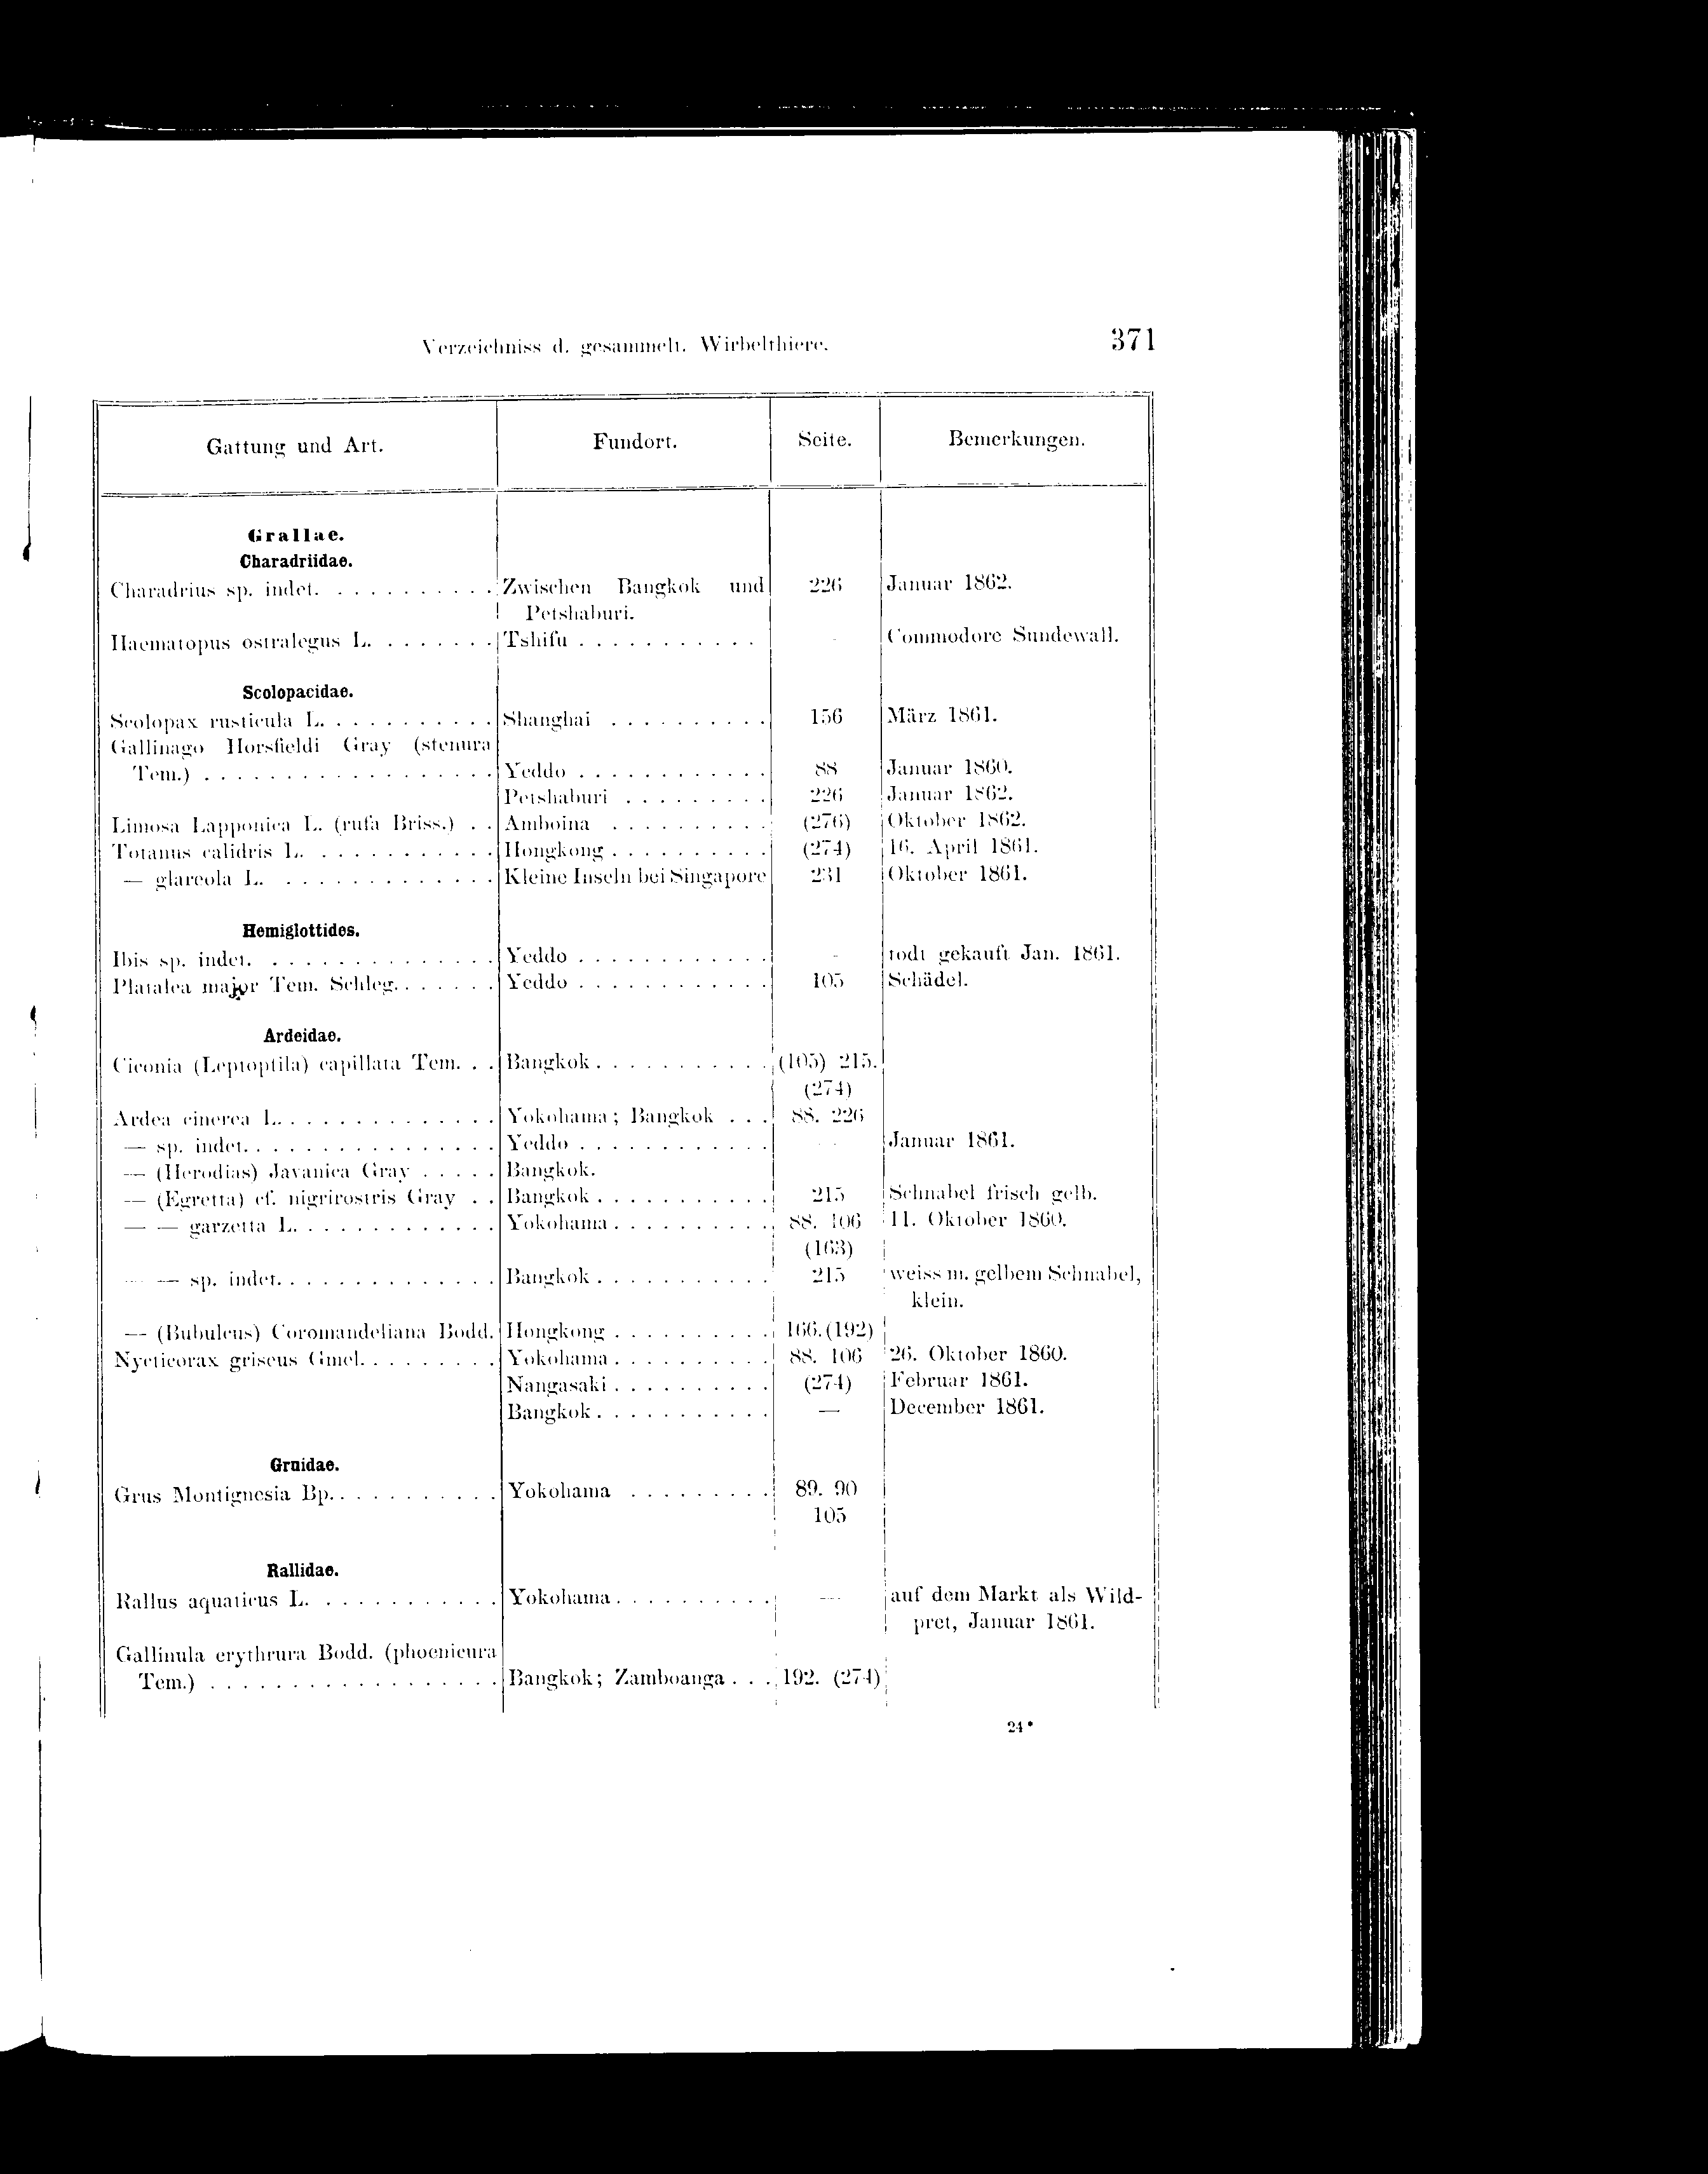 Verzeichniss d. gesammelt. Wirbelthiere. 371
Gattung und Art. Fundort. Seite. Bemerkungen.
Grallae.
Charadriidae.
Charadrius sp. indet. . . . . . . . . . . Zwischen Bangkok und 226 Januar 1862.
Petshaburi.
Haematopus ostralegus L. . . . . . . . Tshifu . . . . . . . . . . . - Commodore Sundewall.
Scolopacidae.
Scolopax rusticula L. . . . . . . . . . . Shanghai . . . . . . . . . . 156 März 1861.
Gallinago Horsfieldi Gray (stenura
Tem.) . . . . . . . . . . . . . . . . . . Yeddo . . . . . . . . . . . . 88 Januar 1860.
Petshaburi . . . . . . . . . 226 Januar 1862.
Limosa Lapponica L. (rufa Briss.) . . Amboina . . . . . . . . . . (276) Oktober 1862.
Totanus calidris L. . . . . . . . . . . . Hongkong . . . . . . . . . . (274) 16. April 1861.
— glareola L. . . . . . . . . . . . . . Kleine Inseln bei Singapore 231 Oktober 1861.
Hemiglottides.
Ibis sp. indet. . . . . . . . . . . . . . . Yeddo . . . . . . . . . . . . - todt gekauft Jan. 1861.
Platalea major Tem. Schleg. . . . . . . Yeddo . . . . . . . . . . . . 105 Schädel.
Ardeidae.
Ciconia (Leptoptila) capillata Tem. . . Bangkok . . . . . . . . . . . (105) 215.
(274)
Ardea cinerea L. . . . . . . . . . . . . . Yokohama; Bangkok . . . 88. 226
— sp. indet. . . . . . . . . . . . . . . . Yeddo . . . . . . . . . . . . - Januar 1861.
— (Herodias) Javanica Gray . . . . . Bangkok.
— (Egretta) cf. nigrirostris Gray . . Bangkok . . . . . . . . . . . 215 Schnabel frisch gelb.
— — garzetta L. . . . . . . . . . . . . Yokohama . . . . . . . . . . 88. 106 11. Oktober 1860.
(163)
— — sp. indet. . . . . . . . . . . . . . Bangkok . . . . . . . . . . . 215 weiss m. gelbem Schnabel,
klein.
— (Bubulcus) Coromandeliana Bodd. Hongkong . . . . . . . . . . 166. (192)
Nycticorax griseus Gmel. . . . . . . . . Yokohama . . . . . . . . . . 88. 106 26. Oktober 1860.
Nangasaki . . . . . . . . . . (274) Februar 1861.
Bangkok . . . . . . . . . . . — December 1861.
Gruidae.
Grus Montignesia Bp. . . . . . . . . . . Yokohama . . . . . . . . . 89. 90
105
Rallidae.
Rallus aquaticus L. . . . . . . . . . . . Yokohama . . . . . . . . . . — auf dem Markt als Wild-
pret, Januar 1861.
Gallinula erythrura Bodd. (phoenicura
Tem.) . . . . . . . . . . . . . . . . . . Bangkok; Zamboanga . . . 192. (274)
24*